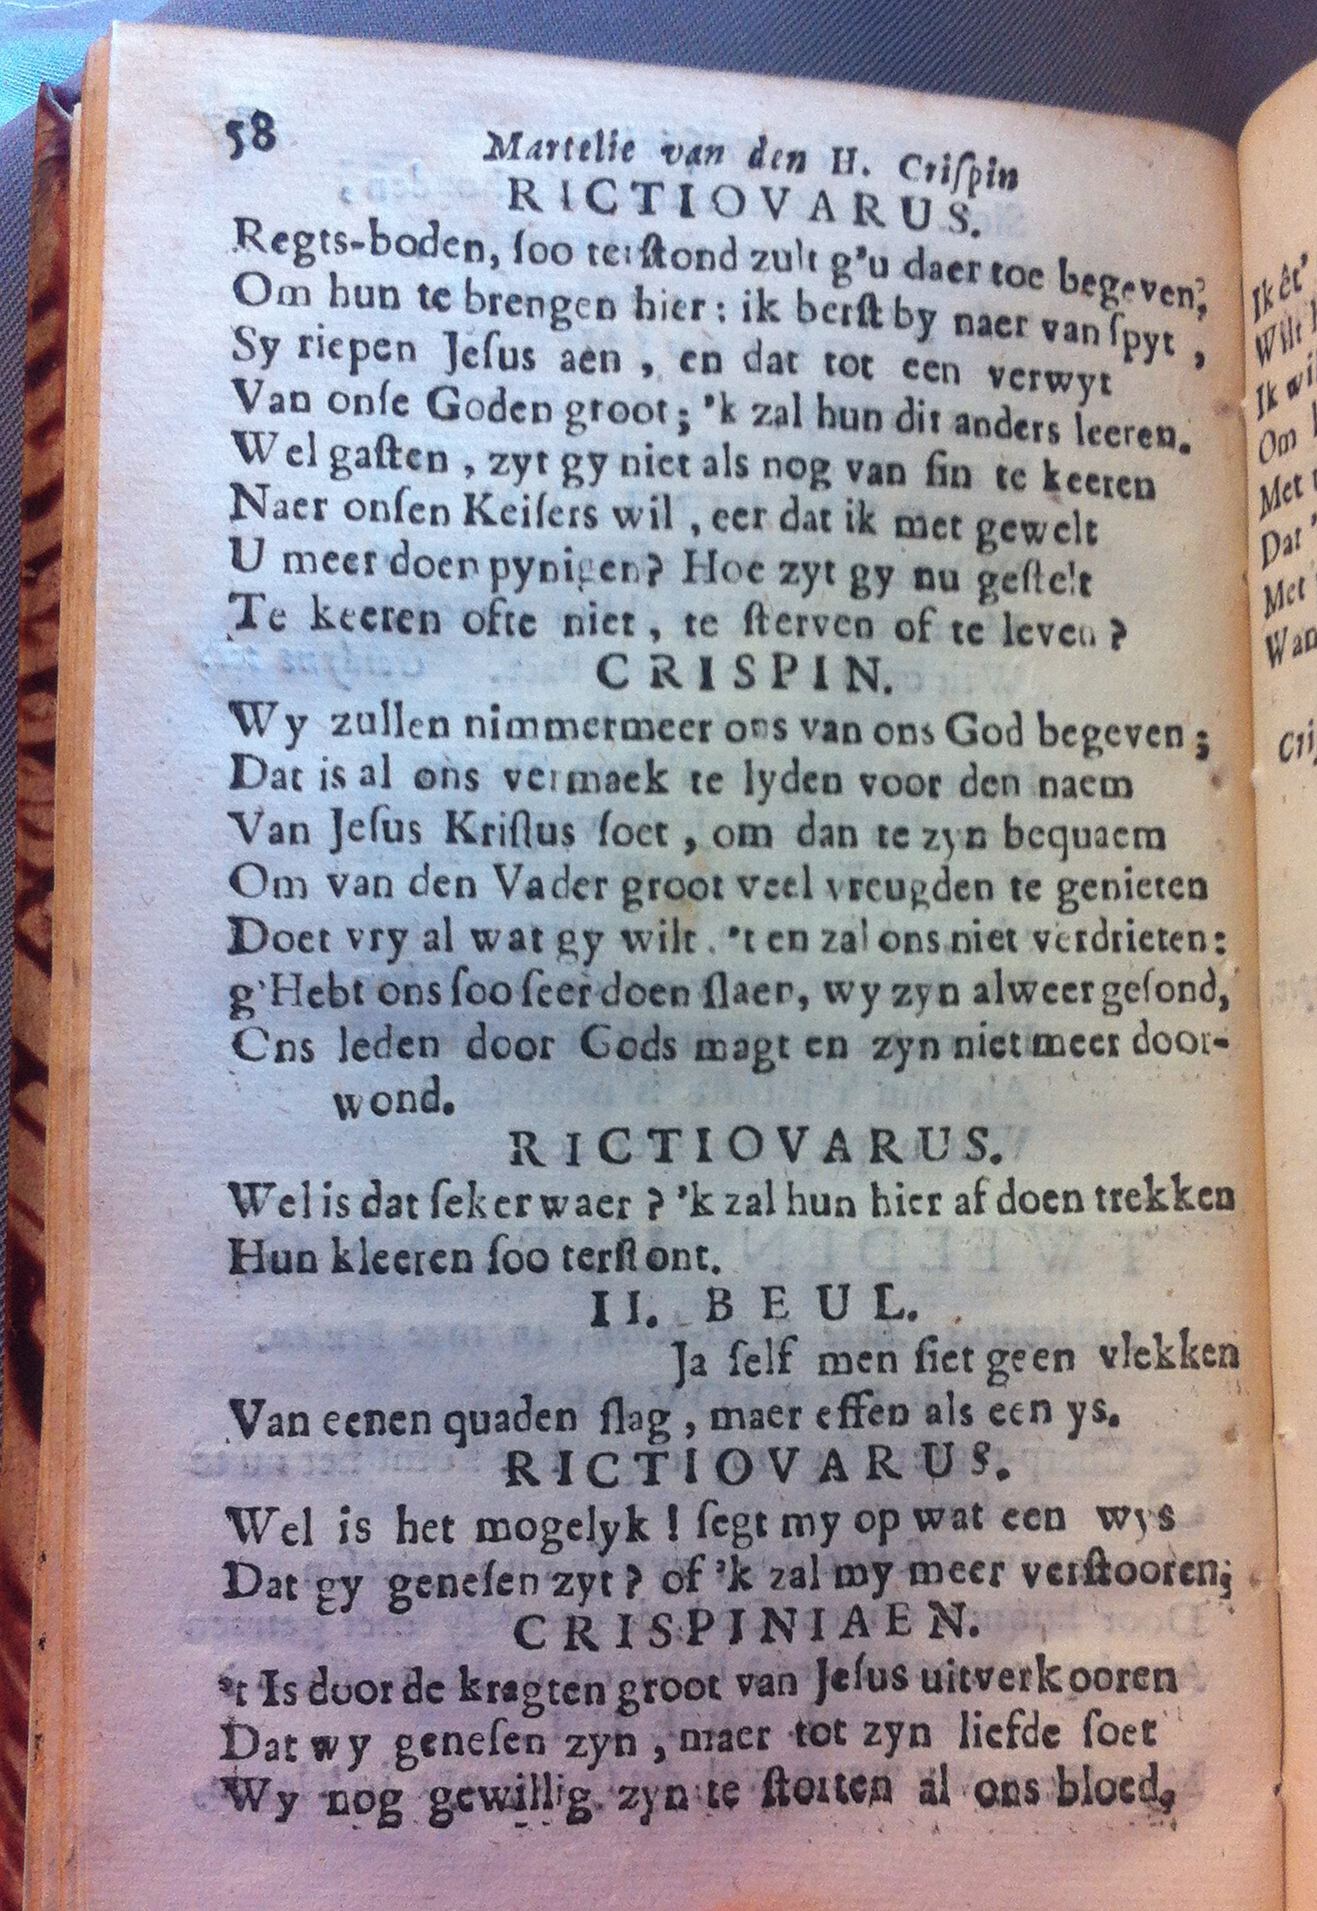 58
Martelie van den H. Criſpin
RICTIOVARUS.
Regts-boden, ſoo terſtond zult g'u daer toe begeven,
Om hun te brengen hier: ik berſt by naer van ſpyt,
Sy riepen Jeſus aen, en dat tot een verwyt
Van onſe Goden groot; 'k zal hun dit anders leeren.
Wel gaſten, zyt gy niet als nog van ſin te keeren
Naer onſen Keiſers wil, eer dat ik met gewelt
U meer doen pynigen? Hoe zyt gy nu geſtelt
Te keeren ofte niet, te ſterven of te leven?
CRISPIN.
Wy zullen nimmermeer ons van ons God begeven;
Dat is al ons vermaek te lyden voor den naem
Van Jeſus Kriſtus ſoet, om dan te zyn bequaem
Om van den Vader groot veel vreugden te genieten
Doet vry al wat gy wilt. 't en zal ons niet verdrieten:
g'Hebt ons ſoo ſeer doen ſlaen, wy zyn alweer geſond,
Ons leden door Gods magt en zyn niet meer door-
wond.
RICTIOVARUS.
Wel is dat ſeker waer? 'k zal hun hier af doen trekken
Hun kleeren ſoo terſtont.
II. BEUL.
Ja ſelf men ſiet geen vlekken
Van eenen quaden ſlag, maer effen als een ys.
RICTIOVARUS.
Wel is het mogelyk! ſegt my op wat een wys
Dat gy geneſen zyt? of 'k zal my meer verſtooren;
CRISPINIAEN.
't Is door de kragten groot van Jeſus uitverkooren
Dat wy geneſen zyn, maer tot zyn liefde ſoet
Wy nog gewillig zyn te ſtorten al ons bloed,
Ik êt'
Wilt
Ik wil
Om
Met
Dat
Met
Wan